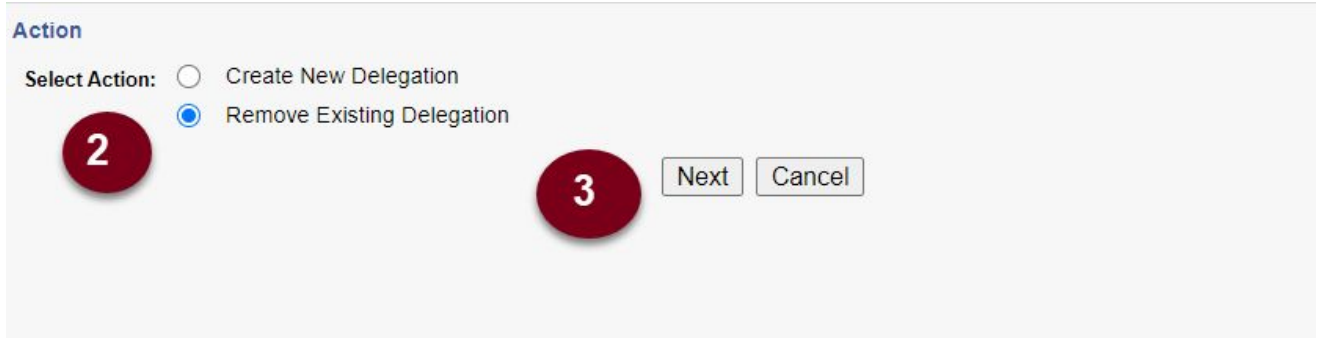 Action
Select Action: Create New Delegation
Remove Existing Delegation
2
3
Next Cancel